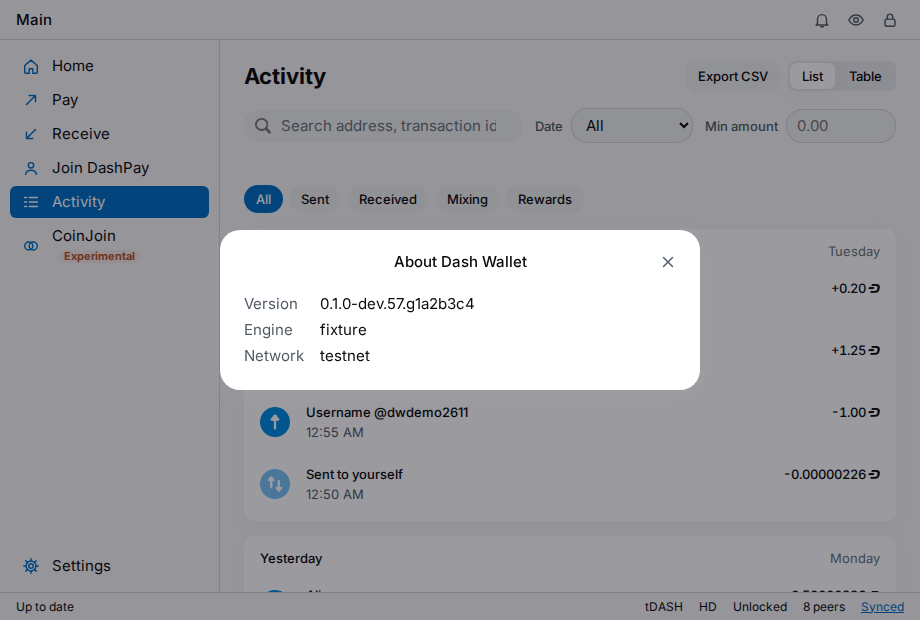 Main
Home
Pay
Receive
Join DashPay
Activity
CoinJoin
Experimental
Settings
Activity
Export CSV
List
Table
Search address, transaction id
Date
All
Min amount
0.00
All
Sent
Received
Mixing
Rewards
Tuesday
+0.20
+1.25
About Dash Wallet
Version 0.1.0-dev.57.g1a2b3c4
Engine fixture
Network testnet
Username @dwdemo2611
-1.00
12:55 AM
Sent to yourself
-0.00000226
12:50 AM
Yesterday
Monday
Up to date
tDASH
HD
Unlocked
8 peers
Synced